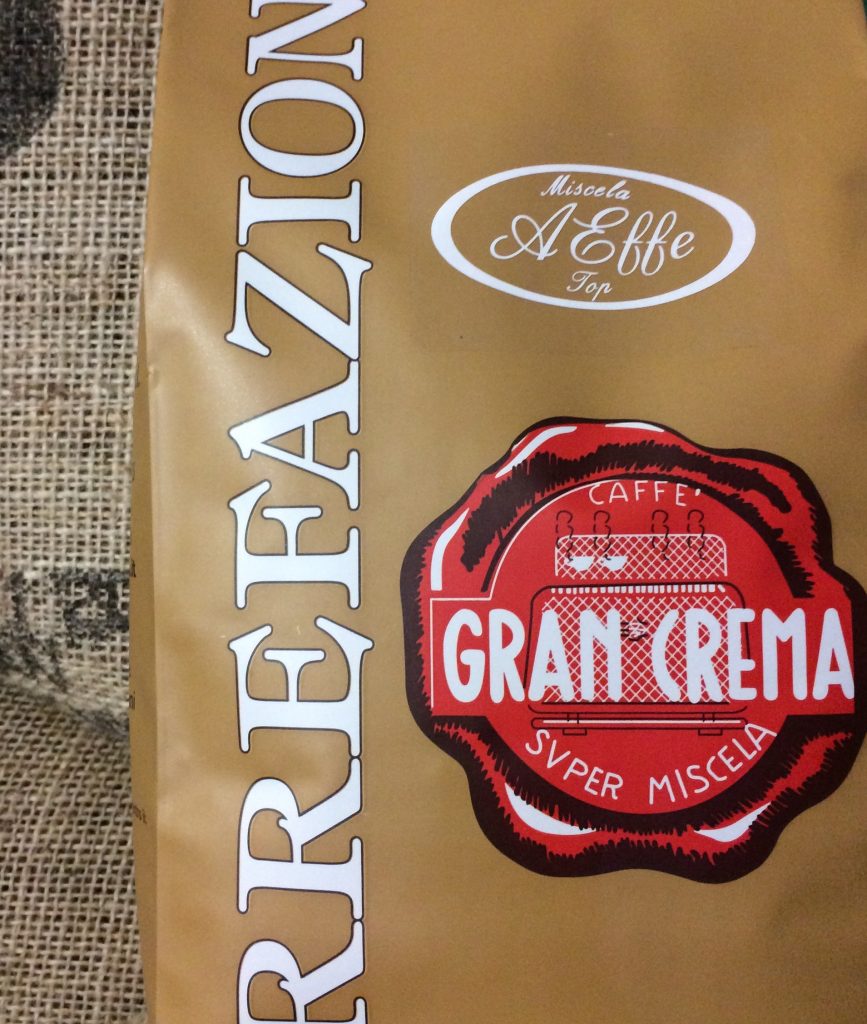 RREFAZION
Miscela
AEffe
Top
CAFFE'
GRAN CREMA
SVPER MISCELA